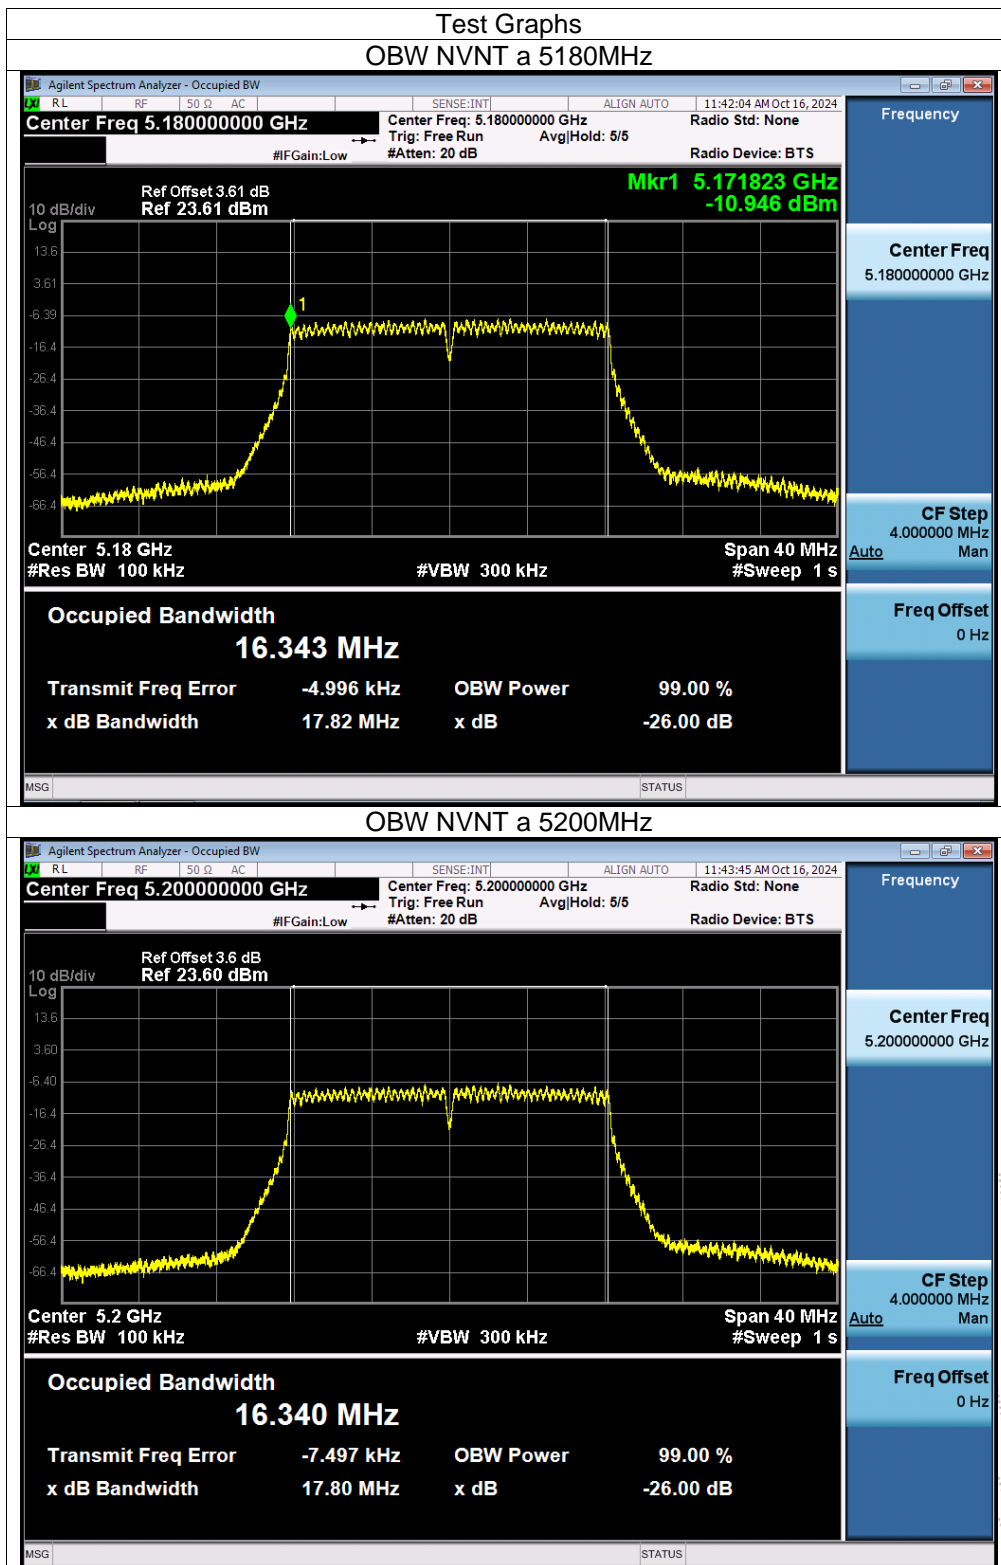 Test Graphs
OBW NVNT a 5180MHz
Agilent Spectrum Analyzer - Occupied BW
LXI RL RF 50 Ω AC SENSE:INT ALIGN AUTO 11:42:04 AM Oct 16, 2024
Center Freq 5.180000000 GHz Center Freq: 5.180000000 GHz Radio Std: None Frequency
Trig: Free Run Avg|Hold: 5/5
#IFGain:Low #Atten: 20 dB Radio Device: BTS
Mkr1 5.171823 GHz
-10.946 dBm
Ref Offset 3.61 dB
10 dB/div Ref 23.61 dBm
Log
13.6
3.61
-6.39
-16.4
-26.4
-36.4
-46.4
-56.4
-66.4
1
Center Freq
5.180000000 GHz
CF Step
4.000000 MHz
Auto Man
Center 5.18 GHz Span 40 MHz
#Res BW 100 kHz #VBW 300 kHz #Sweep 1 s
Freq Offset
0 Hz
Occupied Bandwidth
16.343 MHz
Transmit Freq Error -4.996 kHz OBW Power 99.00 %
x dB Bandwidth 17.82 MHz x dB -26.00 dB
MSG STATUS
OBW NVNT a 5200MHz
Agilent Spectrum Analyzer - Occupied BW
LXI RL RF 50 Ω AC SENSE:INT ALIGN AUTO 11:43:45 AM Oct 16, 2024
Center Freq 5.200000000 GHz Center Freq: 5.200000000 GHz Radio Std: None Frequency
Trig: Free Run Avg|Hold: 5/5
#IFGain:Low #Atten: 20 dB Radio Device: BTS
Ref Offset 3.6 dB
10 dB/div Ref 23.60 dBm
Log
13.6
3.60
-6.40
-16.4
-26.4
-36.4
-46.4
-56.4
-66.4
Center Freq
5.200000000 GHz
CF Step
4.000000 MHz
Auto Man
Center 5.2 GHz Span 40 MHz
#Res BW 100 kHz #VBW 300 kHz #Sweep 1 s
Freq Offset
0 Hz
Occupied Bandwidth
16.340 MHz
Transmit Freq Error -7.497 kHz OBW Power 99.00 %
x dB Bandwidth 17.80 MHz x dB -26.00 dB
MSG STATUS